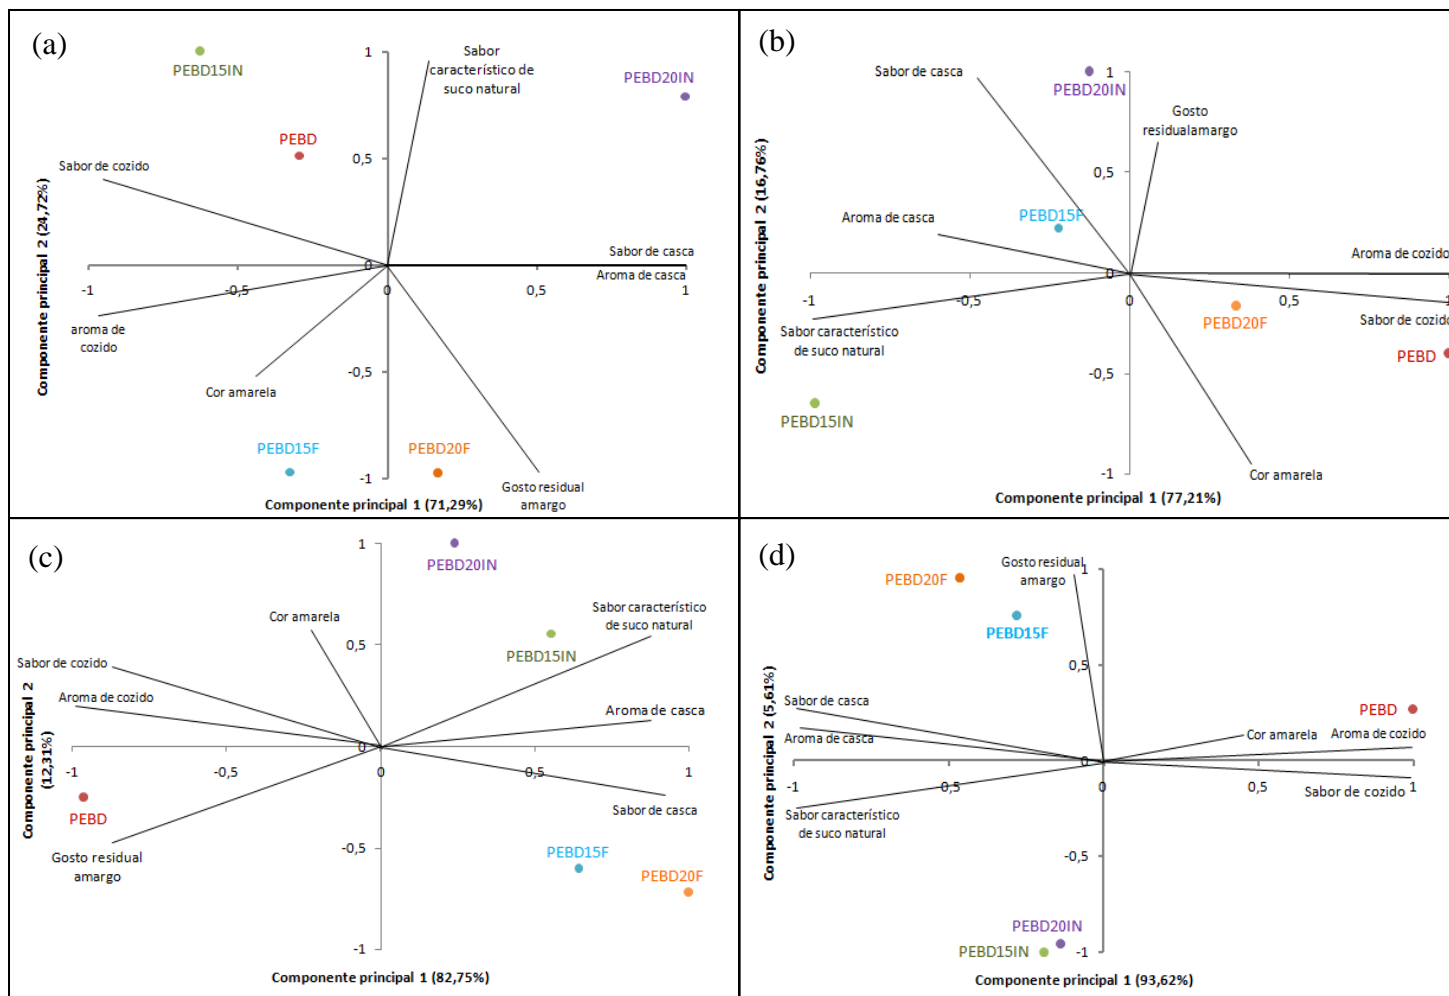 (a)
PEBD15IN
1
Sabor
característico de
suco natural
PEBD20IN
PEBD
0,5
Sabor de cozido
Componente principal 2 (24,72%)
Sabor de casca
0
-1
-0,5
0
Aroma de casca
0,5
1
aroma de
cozido
Cor amarela
-0,5
PEBD15F
PEBD20F
-1
Gosto residual
amargo
Componente principal 1 (71,29%)
(b)
Sabor de casca
1
PEBD20IN
Gosto
residualamargo
0,5
Componente principal 2 (16,76%)
Aroma de casca
PEBD15F
Aroma de cozido
0
-1
-0,5
0
0,5
1
Sabor característico
de suco natural
PEBD20F
Sabor de cozido
PEBD
-0,5
PEBD15IN
Cor amarela
-1
Componente principal 1 (77,21%)
(c)
1
PEBD20IN
Cor amarela
Sabor característico
de suco natural
0,5
PEBD15IN
Sabor de cozido
Aroma de cozido
Aroma de casca
Componente principal 2
(12,31%)
0
-1
-0,5
0
0,5
1
Sabor de casca
PEBD
-0,5
Gosto residual
amargo
PEBD15F
PEBD20F
-1
Componente principal 1 (82,75%)
(d)
Gosto residual
amargo
1
PEBD20F
PEBD15F
0,5
Componente principal 2 (5,61%)
Sabor de casca
PEBD
Aroma de casca
Cor amarela
Aroma de cozido
0
-1
-0,5
0
0,5
1
Sabor de cozido
Sabor característico
de suco natural
-0,5
PEBD20IN
PEBD15IN
-1
Componente principal 1 (93,62%)